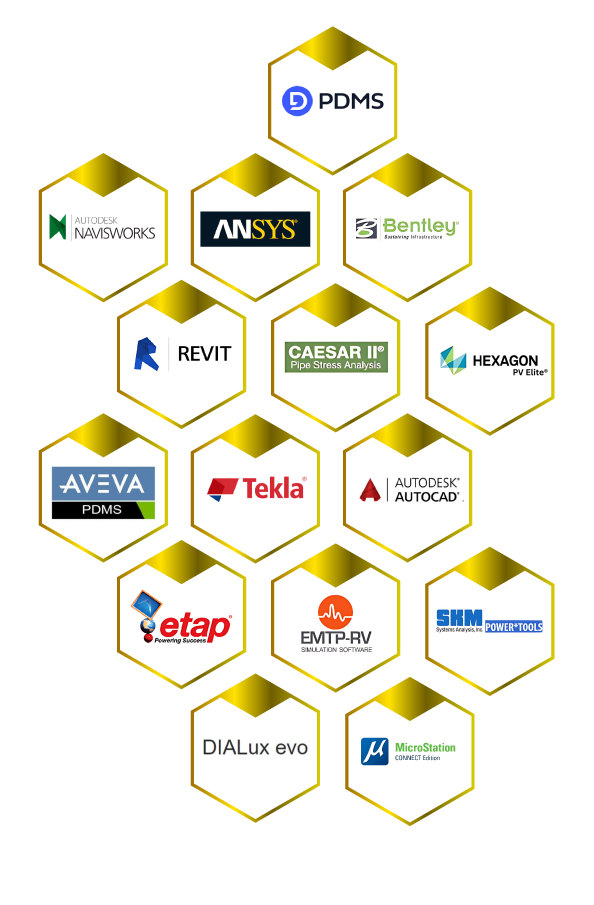 PDMS
AUTODESK
NAVISWORKS
ANSYS®
Bentley®
Sustaining Infrastructure
REVIT
CAESAR II®
Pipe Stress Analysis
HEXAGON
PV Elite®
AVEVA
PDMS
Tekla®
AUTODESK®
AUTOCAD®.
etap®
Powering Success
EMTP-RV
SIMULATION SOFTWARE
SKM
Systems Analysis, Inc. POWER*TOOLS
DIALux evo
µ MicroStation
CONNECT Edition